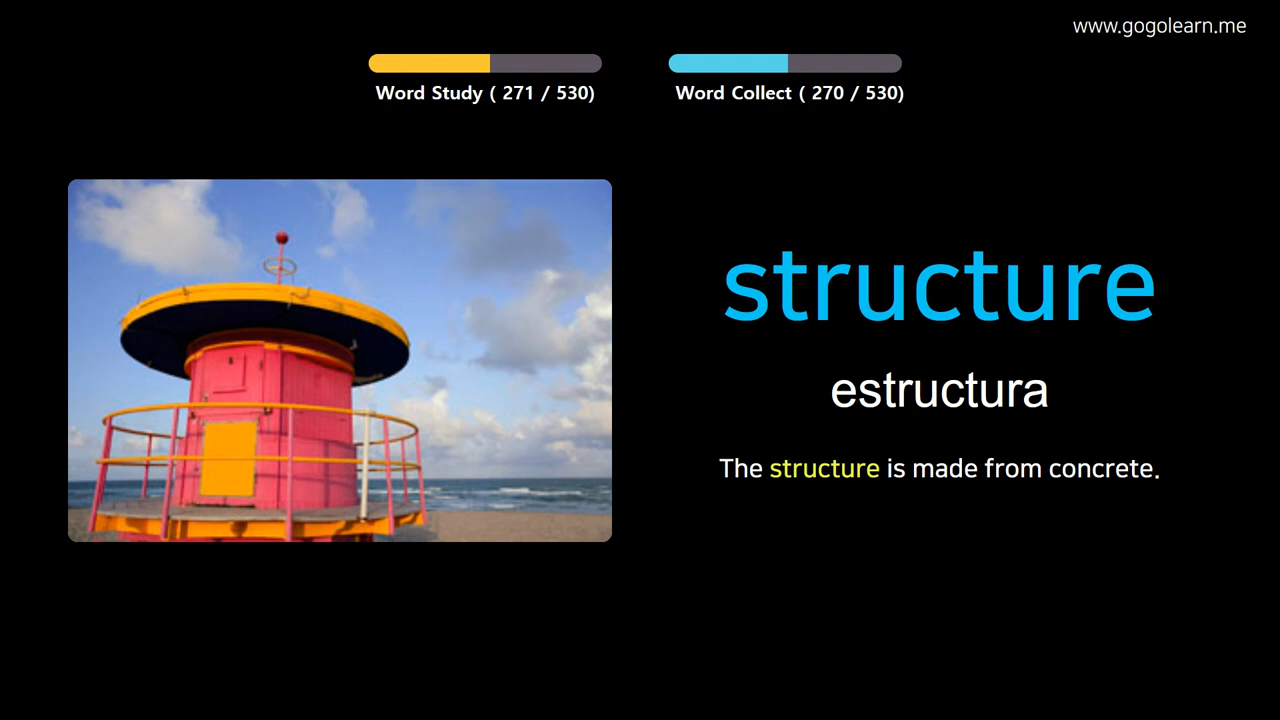 www.gogolearn.me
Word Study ( 271 / 530)
Word Collect ( 270 / 530)
structure
estructura
The structure is made from concrete.